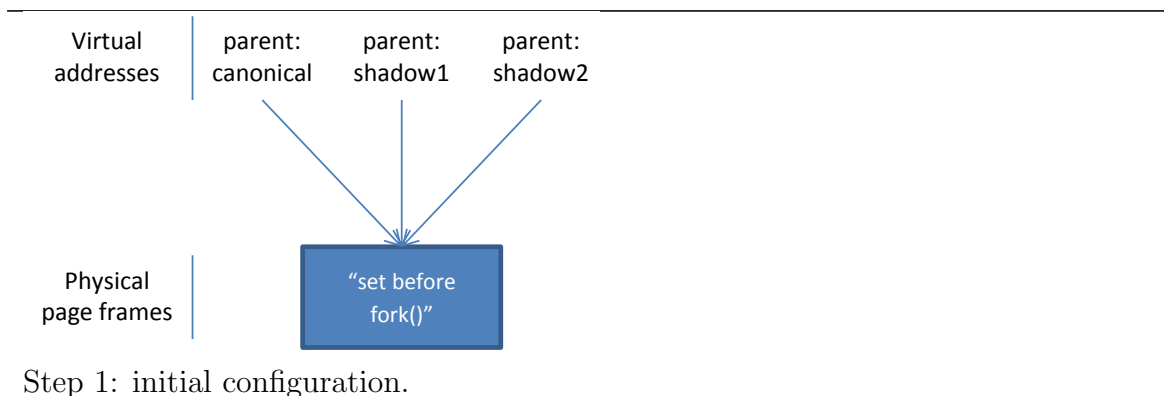 Virtual
addresses
parent:
canonical
parent:
shadow1
parent:
shadow2
Physical
page frames
“set before
fork()”
Step 1: initial configuration.